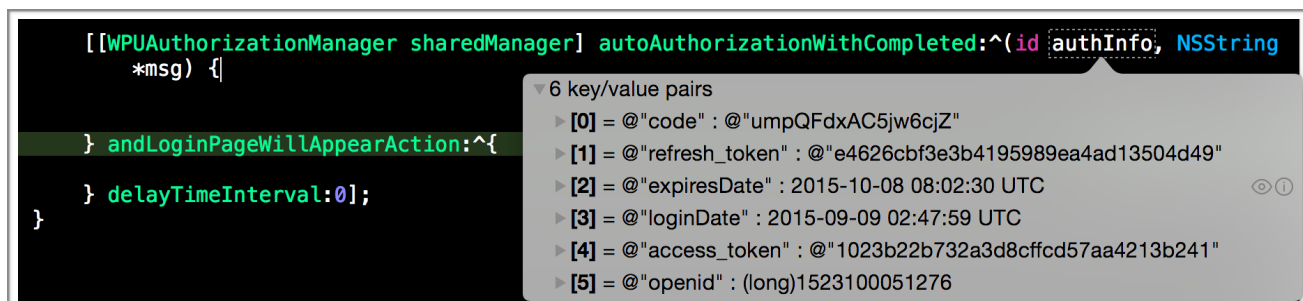 [[WPUAuthorizationManager sharedManager] autoAuthorizationWithCompleted:^(id authInfo, NSString
*msg) {
6 key/value pairs
[0] = @"code" : @"umpQFdxAC5jw6cjZ"
} andLoginPageWillAppearAction:^{
[1] = @"refresh_token" : @"e4626cbf3e3b4195989ea4ad13504d49"
[2] = @"expiresDate" : 2015-10-08 08:02:30 UTC
} delayTimeInterval:0];
[3] = @"loginDate" : 2015-09-09 02:47:59 UTC
}
[4] = @"access_token" : @"1023b22b732a3d8cffcd57aa4213b241"
[5] = @"openid" : (long)1523100051276